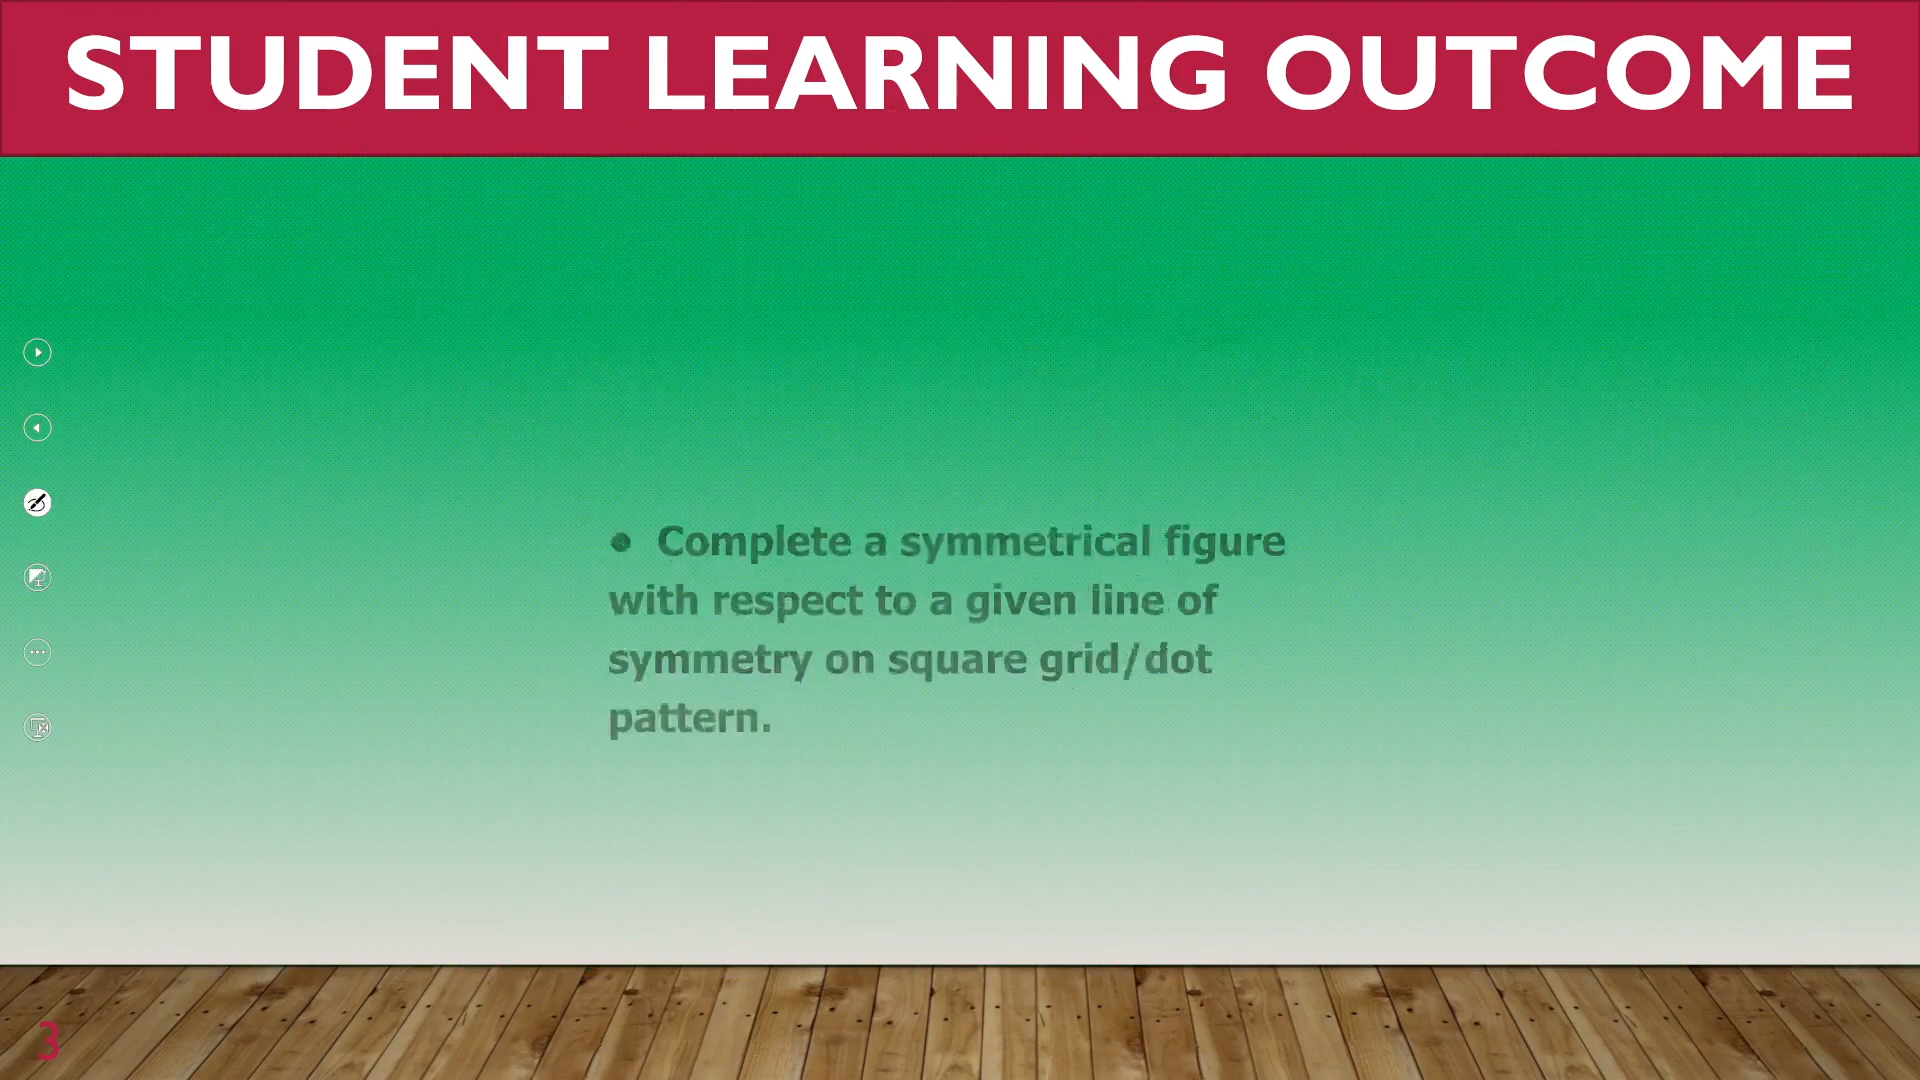 STUDENT LEARNING OUTCOME
● Complete a symmetrical figure
with respect to a given line of
symmetry on square grid/dot
pattern.
3